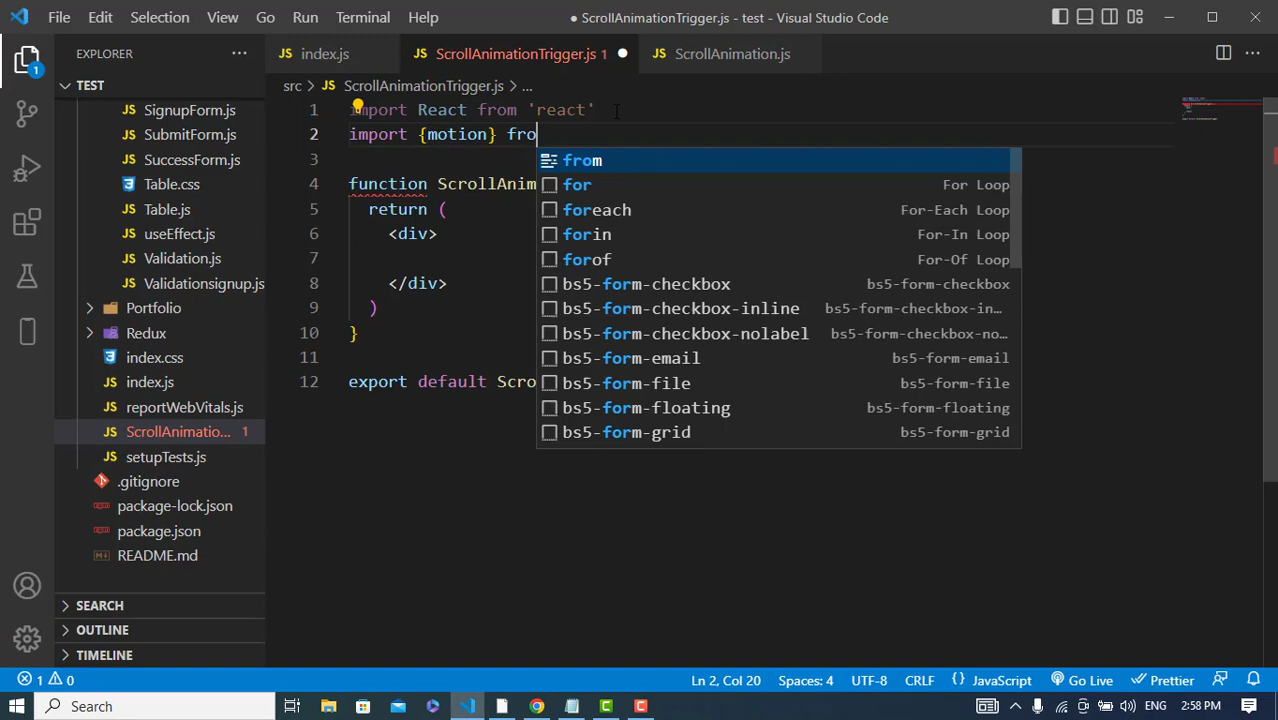 File Edit Selection View Go Run Terminal Help
● ScrollAnimationTrigger.js - test - Visual Studio Code
EXPLORER
TEST
SignupForm.js
SubmitForm.js
SuccessForm.js
Table.css
Table.js
useEffect.js
Validation.js
Validationsignup.js
Portfolio
Redux
index.css
index.js
reportWebVitals.js
ScrollAnimatio... 1
setupTests.js
.gitignore
package-lock.json
package.json
README.md
SEARCH
OUTLINE
TIMELINE
1
index.js ScrollAnimationTrigger.js 1 ● ScrollAnimation.js
src > JS ScrollAnimationTrigger.js > ...
1 import React from 'react'
2 import {motion} fro
3
4 function ScrollAnim
5 return (
6 <div>
7
8 </div>
9 )
10 }
11
12 export default Scro
from
for For Loop
foreach For-Each Loop
forin For-In Loop
forof For-Of Loop
bs5-form-checkbox bs5-form-checkbox
bs5-form-checkbox-inline bs5-form-checkbox-in...
bs5-form-checkbox-nolabel bs5-form-checkbox-no...
bs5-form-email bs5-form-email
bs5-form-file bs5-form-file
bs5-form-floating bs5-form-floating
bs5-form-grid bs5-form-grid
1 0 Ln 2, Col 20 Spaces: 4 UTF-8 CRLF {} JavaScript Go Live Prettier
Search ENG 2:58 PM